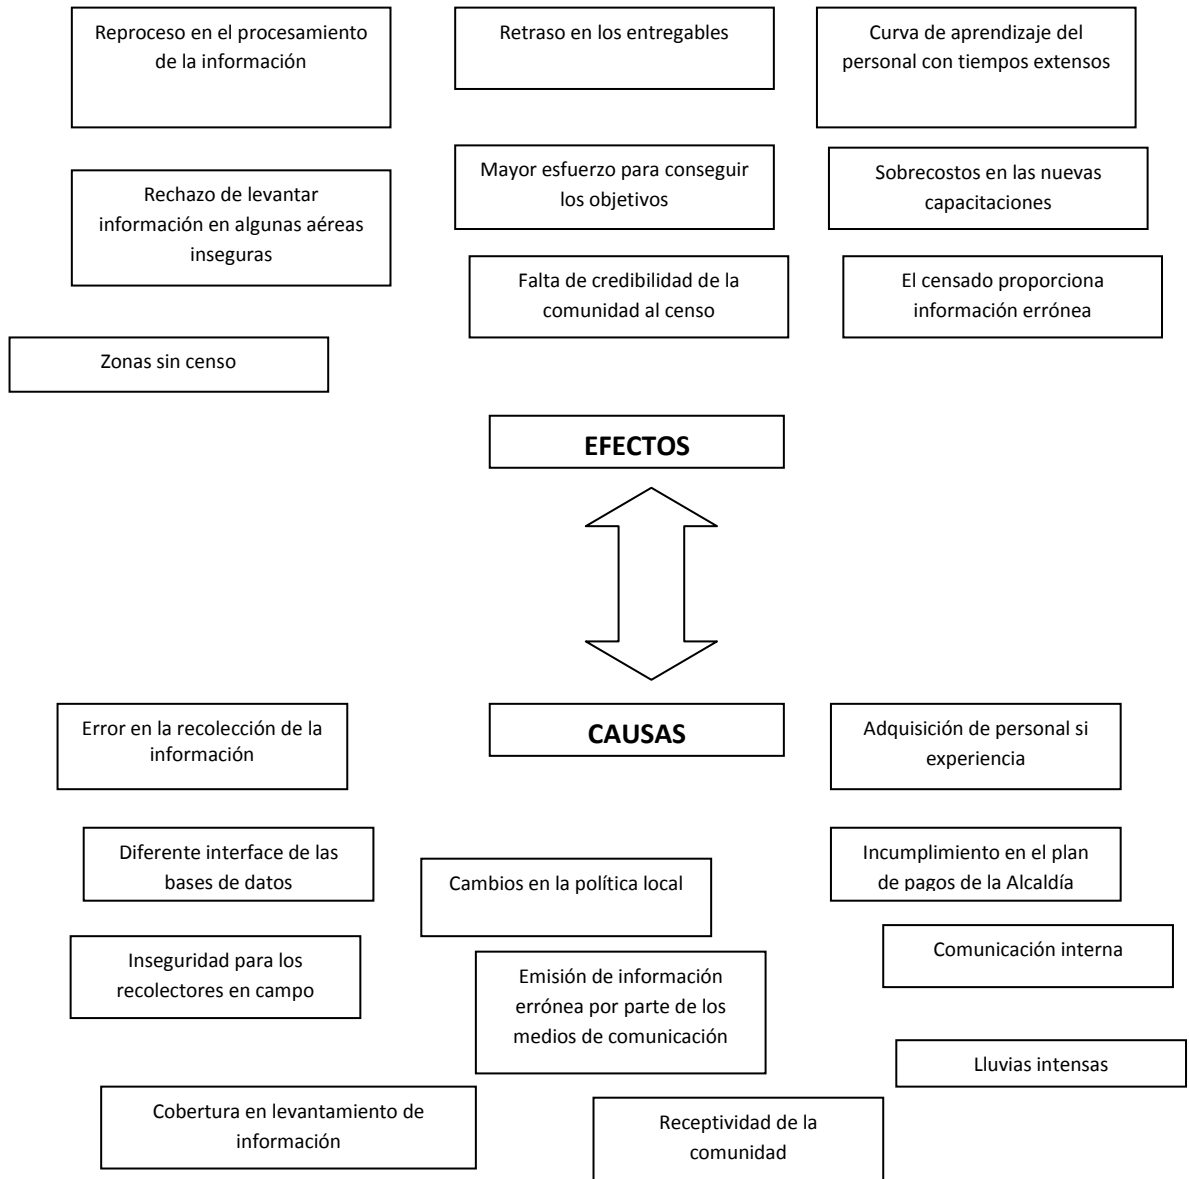 Reproceso en el procesamiento
de la información
Retraso en los entregables
Curva de aprendizaje del
personal con tiempos extensos
Mayor esfuerzo para conseguir
los objetivos
Sobrecostos en las nuevas
capacitaciones
Rechazo de levantar
información en algunas aéreas
inseguras
Falta de credibilidad de la
comunidad al censo
El censado proporciona
información errónea
Zonas sin censo
EFECTOS
CAUSAS
Error en la recolección de la
información
Adquisición de personal si
experiencia
Diferente interface de las
bases de datos
Cambios en la política local
Incumplimiento en el plan
de pagos de la Alcaldía
Inseguridad para los
recolectores en campo
Emisión de información
errónea por parte de los
medios de comunicación
Comunicación interna
Lluvias intensas
Cobertura en levantamiento de
información
Receptividad de la
comunidad